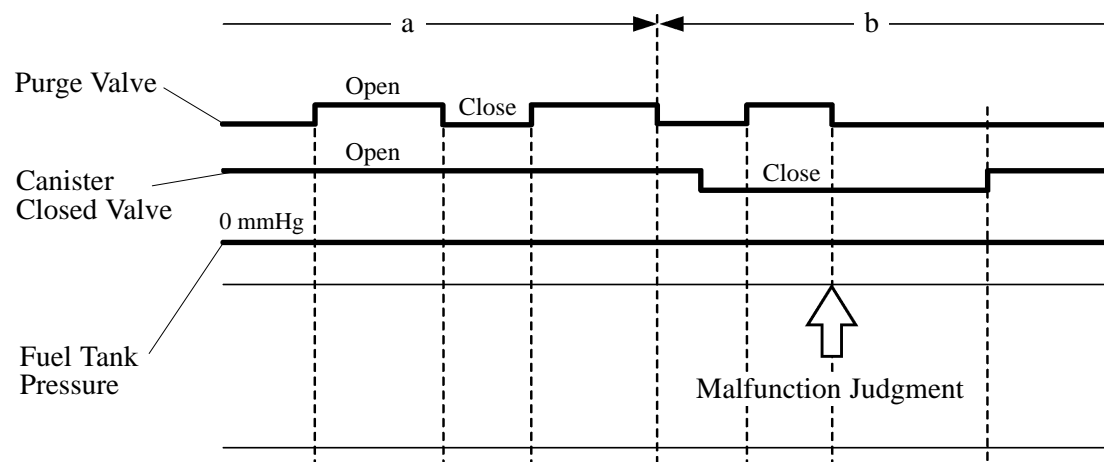 a
b
Purge Valve
Open
Close
Open
Canister
Closed Valve
Close
0 mmHg
Fuel Tank
Pressure
Malfunction Judgment